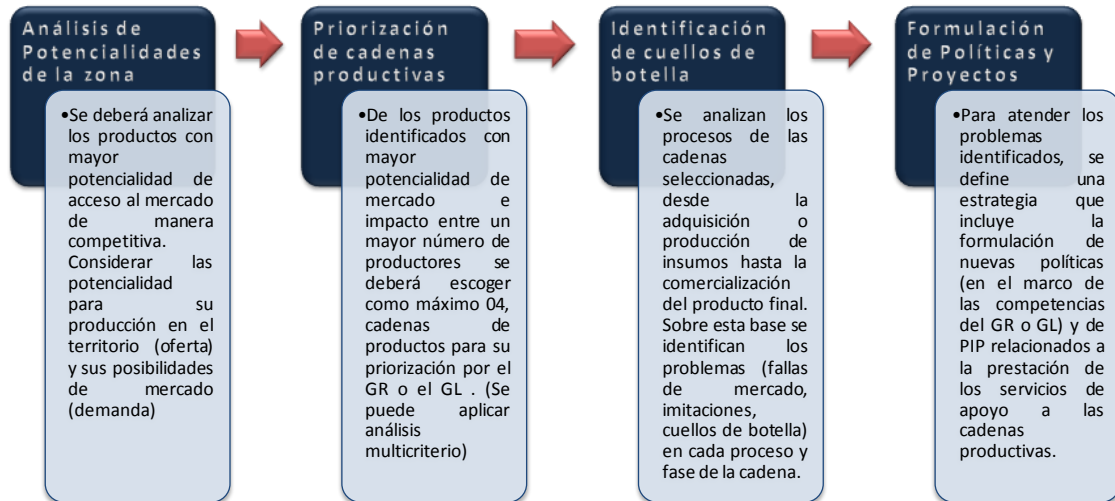 Análisis de
Potencialidades
de la zona
•Se deberá analizar
los productos con
mayor
potencialidad de
acceso al mercado
de manera
competitiva.
Considerar las
potencialidad
para su
producción en el
territorio (oferta)
y sus posibilidades
de mercado
(demanda)
Priorización
de cadenas
productivas
•De los productos
identificados con
mayor
potencialidad de
mercado e
impacto entre un
mayor número de
productores se
deberá escoger
como máximo 04,
cadenas de
productos para su
priorización por el
GR o el GL . (Se
puede aplicar
análisis
multicriterio)
Identificación
de cuellos de
botella
•Se analizan los
procesos de las
cadenas
seleccionadas,
desde la
adquisición o
producción de
insumos hasta la
comercialización
del producto final.
Sobre esta base se
identifican los
problemas (fallas
de mercado,
imitaciones,
cuellos de botella)
en cada proceso y
fase de la cadena.
Formulación
de Políticas y
Proyectos
•Para atender los
problemas
identificados, se
define una
estrategia que
incluye la
formulación de
nuevas políticas
(en el marco de
las competencias
del GR o GL) y de
PIP relacionados a
la prestación de
los servicios de
apoyo a las
cadenas
productivas.